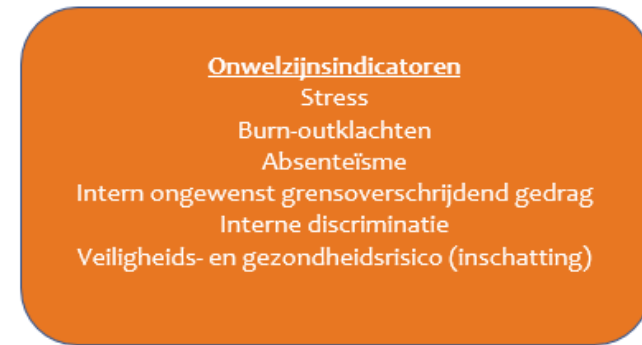 Onwelzijnsindicatoren
Stress
Burn-outklachten
Absenteïsme
Intern ongewenst grensoverschrijdend gedrag
Interne discriminatie
Veiligheids- en gezondheidsrisico (inschatting)